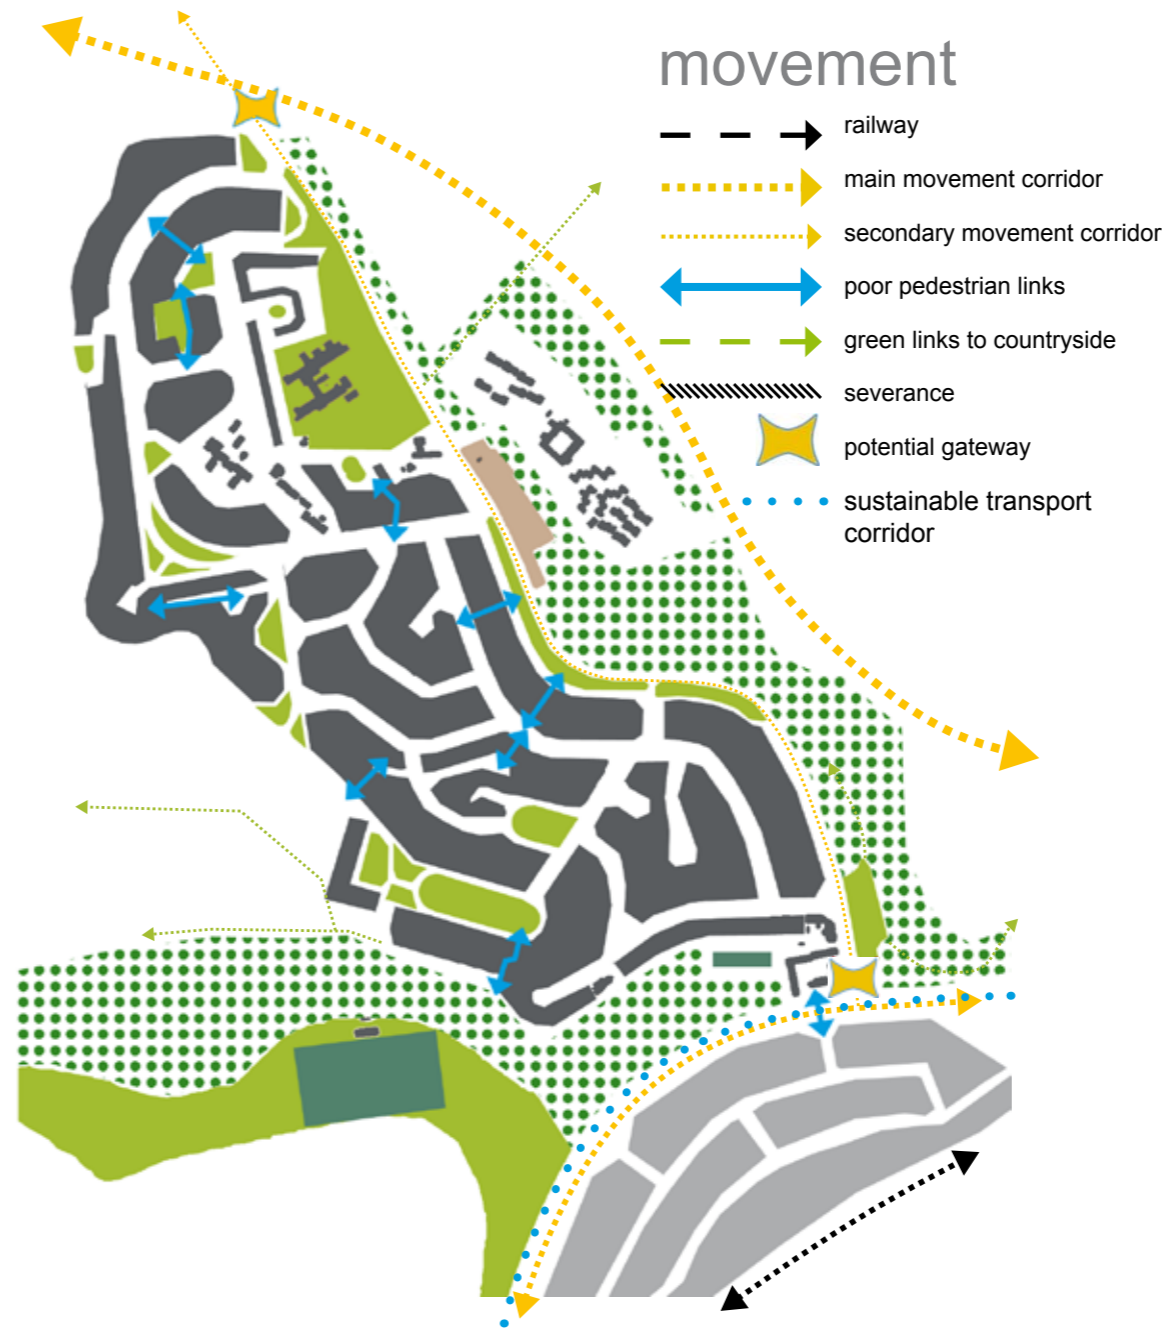 movement
railway
main movement corridor
secondary movement corridor
poor pedestrian links
green links to countryside
severance
potential gateway
sustainable transport
corridor